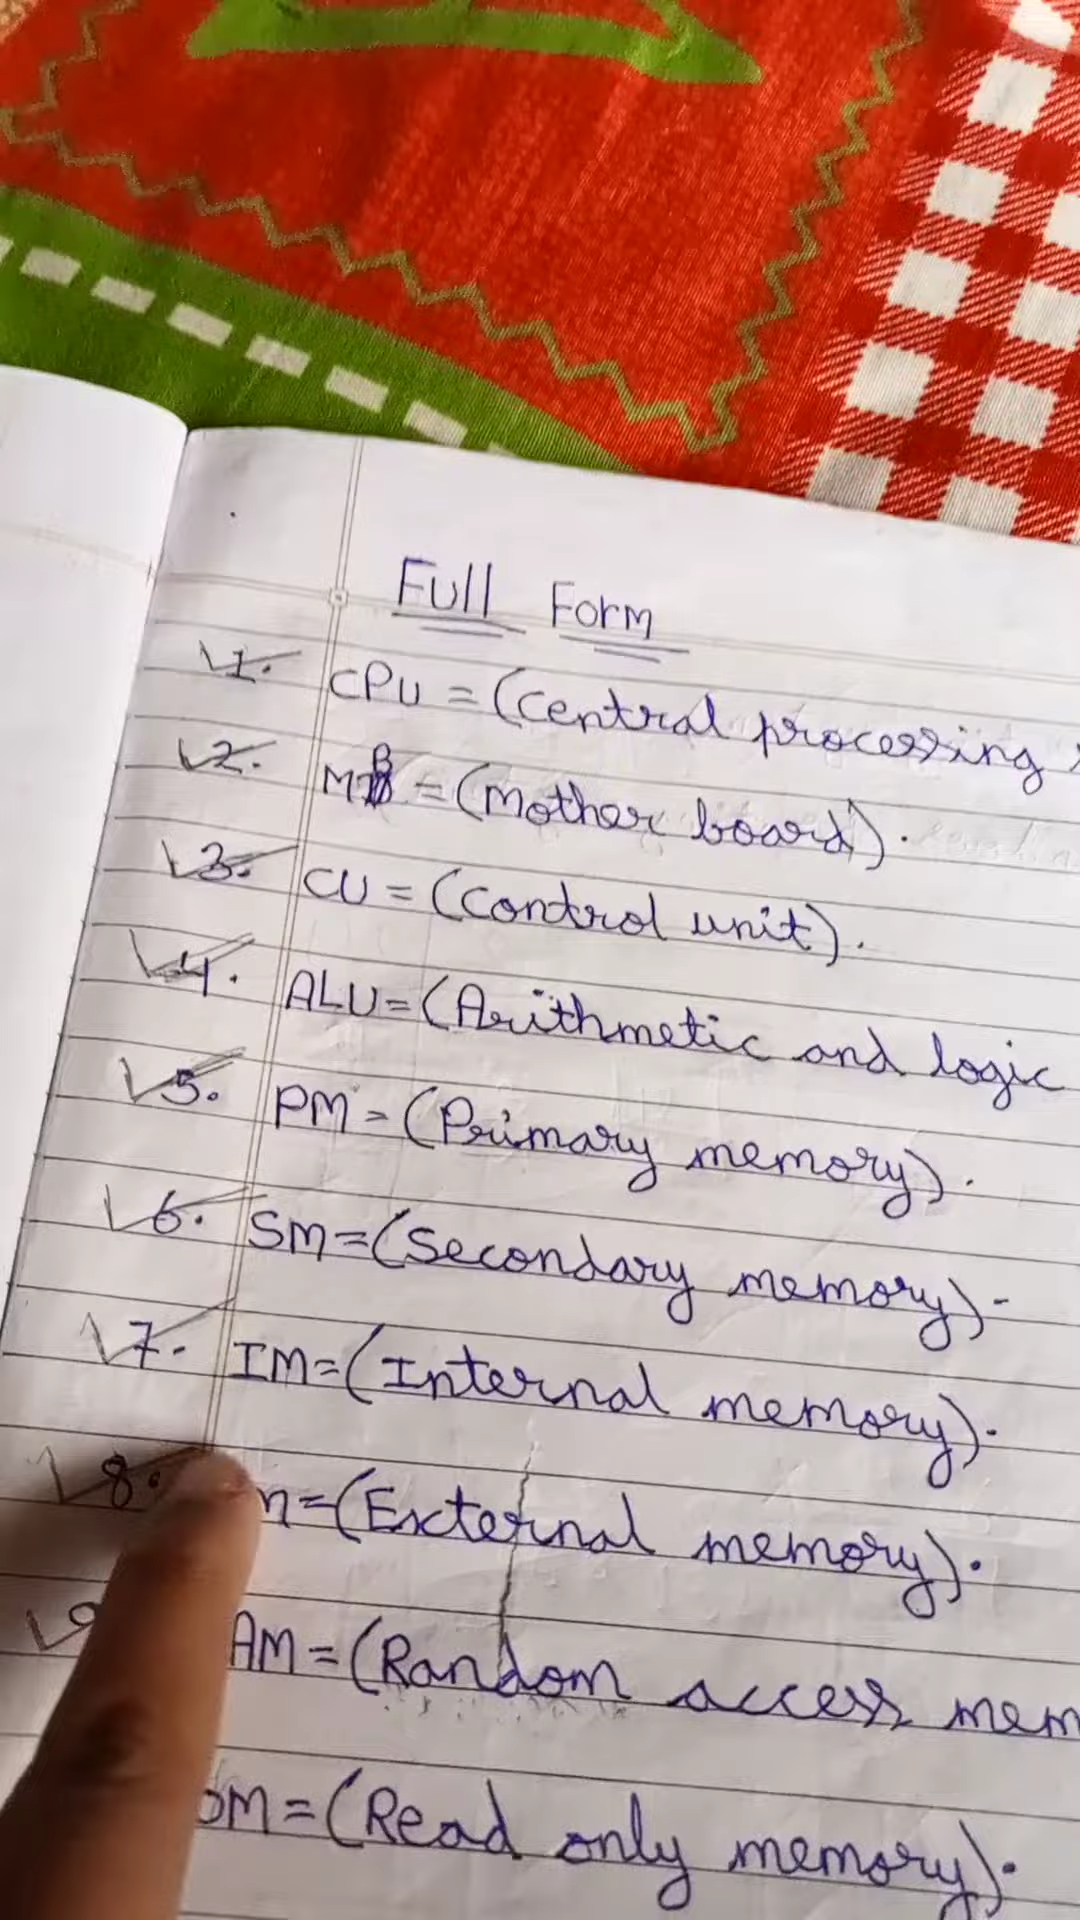 Full Form
1. CPU = (Central processing
2. MB = (Mother board).
3. CU = (Control unit).
4. ALU = (Arithmetic and logic
5. PM = (Primary memory).
6. SM = (Secondary memory).
7. IM = (Internal memory).
8. m = (External memory).
9 AM = (Random access mem
OM = (Read only memory).